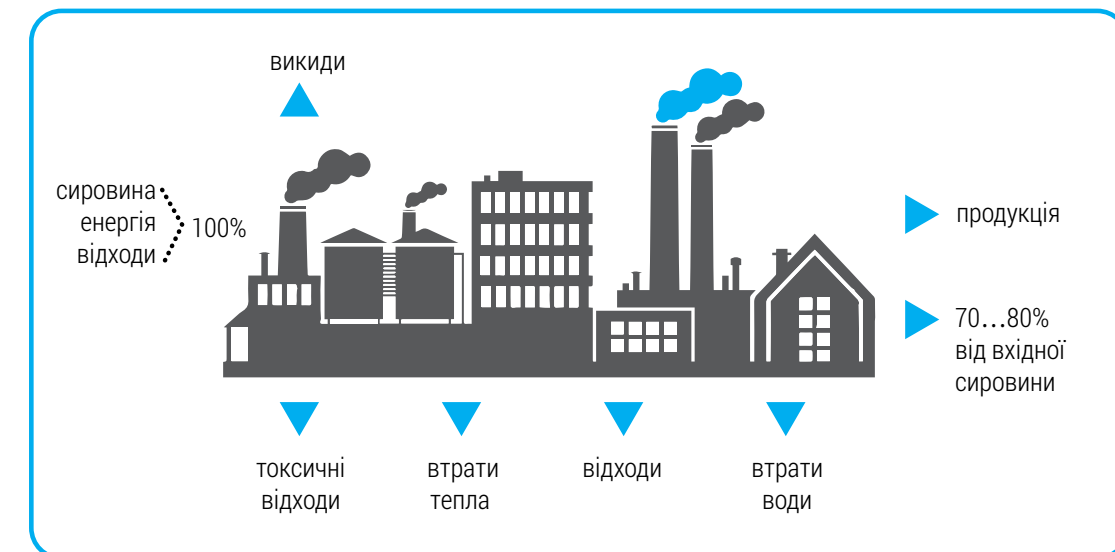 викиди
сировина
енергія
відходи
100%
продукція
70...80%
від вхідної
сировини
токсичні
відходи
втрати
тепла
відходи
втрати
води